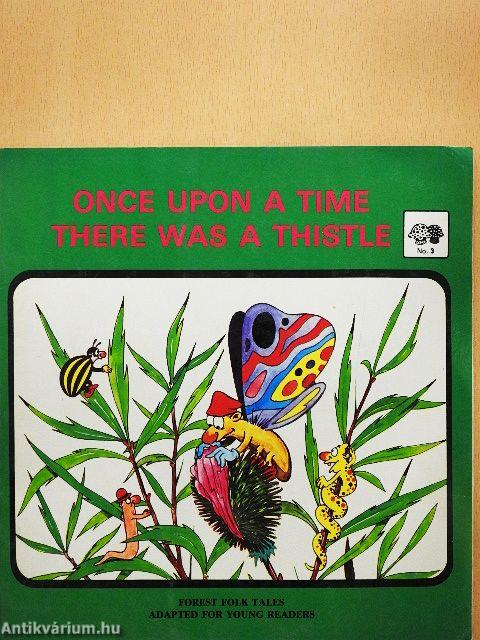 ONCE UPON A TIME
THERE WAS A THISTLE
No. 3
FOREST FOLK TALES
ADAPTED FOR YOUNG READERS
Antikvárium.hu